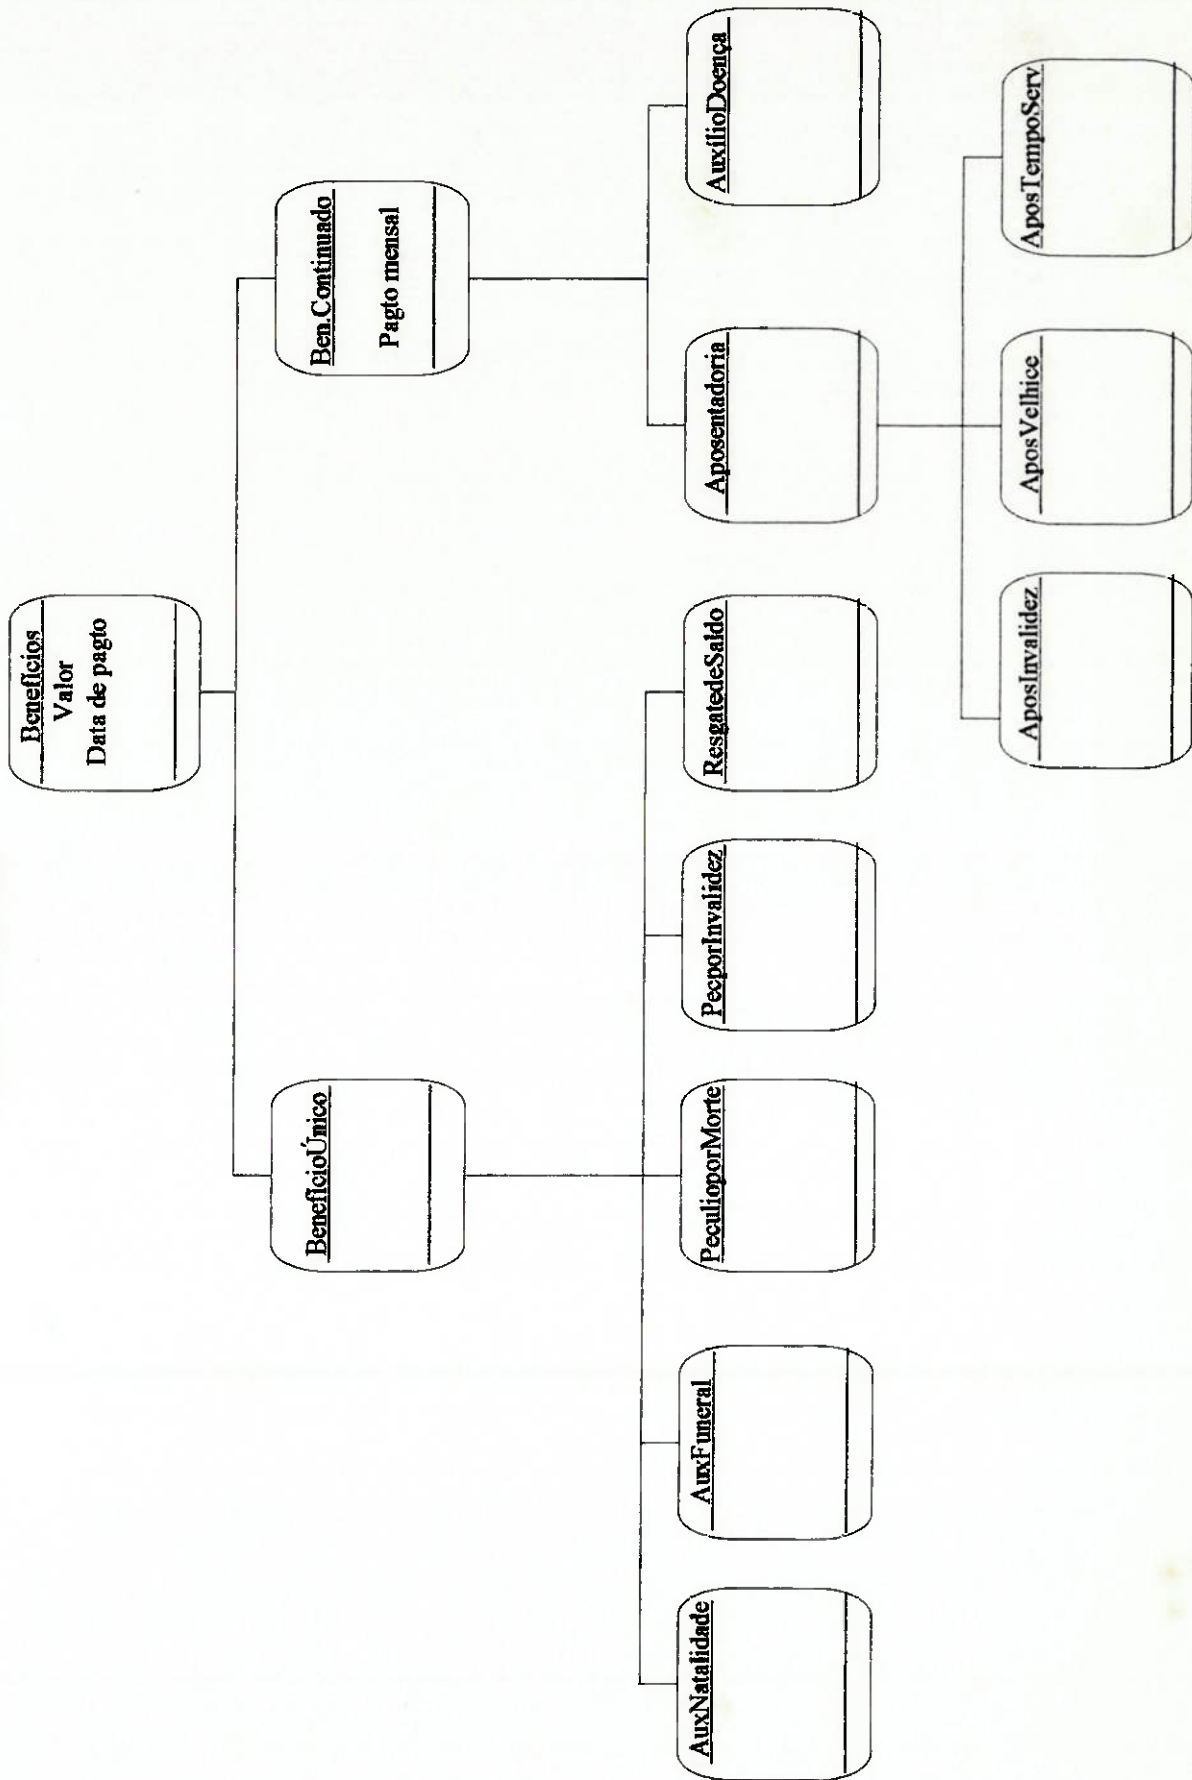 Benefícios
Valor
Data de pagto
BenefícioÚnico
Ben.Continuado
Pagto mensal
AuxNatalidade
AuxFuneral
PeculioporMorte
PecporInvalidez
ResgatedeSaldo
Aposentadoria
AuxílioDoença
AposInvalidez
AposVelhice
AposTempoServ